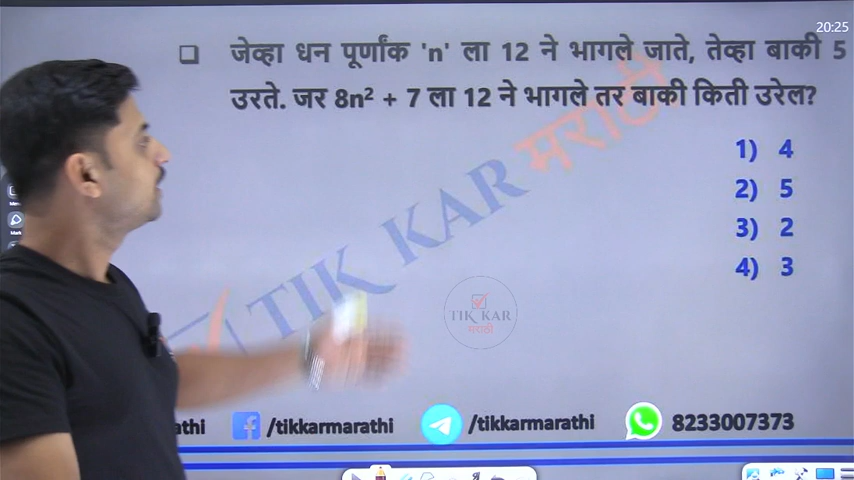 20:25
❑ जेव्हा धन पूर्णांक 'n' ला 12 ने भागले जाते, तेव्हा बाकी 5
उरते. जर 8n² + 7 ला 12 ने भागले तर बाकी किती उरेल?
1) 4
2) 5
3) 2
4) 3
TIK KAR मराठी
TIK KAR
मराठी
athi /tikkarmarathi /tikkarmarathi 8233007373